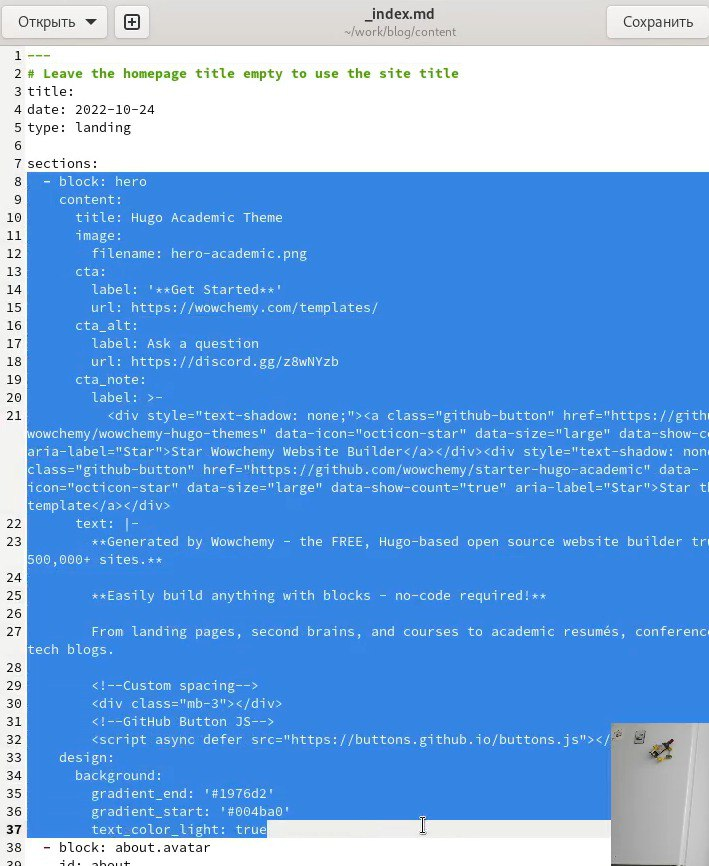 Открыть
_index.md
~/work/blog/content
Сохранить
1 ---
2 # Leave the homepage title empty to use the site title
3 title:
4 date: 2022-10-24
5 type: landing
6
7 sections:
8 - block: hero
9 content:
10 title: Hugo Academic Theme
11 image:
12 filename: hero-academic.png
13 cta:
14 label: '**Get Started**'
15 url: https://wowchemy.com/templates/
16 cta_alt:
17 label: Ask a question
18 url: https://discord.gg/z8wNYzb
19 cta_note:
20 label: >-
21 <div style="text-shadow: none;"><a class="github-button" href="https://gith
wowchemy/wowchemy-hugo-themes" data-icon="octicon-star" data-size="large" data-show-c
aria-label="Star">Star Wowchemy Website Builder</a></div><div style="text-shadow: non
class="github-button" href="https://github.com/wowchemy/starter-hugo-academic" data-
icon="octicon-star" data-size="large" data-show-count="true" aria-label="Star">Star t
template</a></div>
22 text: |-
23 **Generated by Wowchemy - the FREE, Hugo-based open source website builder tr
500,000+ sites.**
24
25 **Easily build anything with blocks - no-code required!**
26
27 From landing pages, second brains, and courses to academic resumés, conferenc
tech blogs.
28
29 <!--Custom spacing-->
30 <div class="mb-3"></div>
31 <!--GitHub Button JS-->
32 <script async defer src="https://buttons.github.io/buttons.js"></
33 design:
34 background:
35 gradient_end: '#1976d2'
36 gradient_start: '#004ba0'
37 text_color_light: true
38 - block: about.avatar
39 id: about